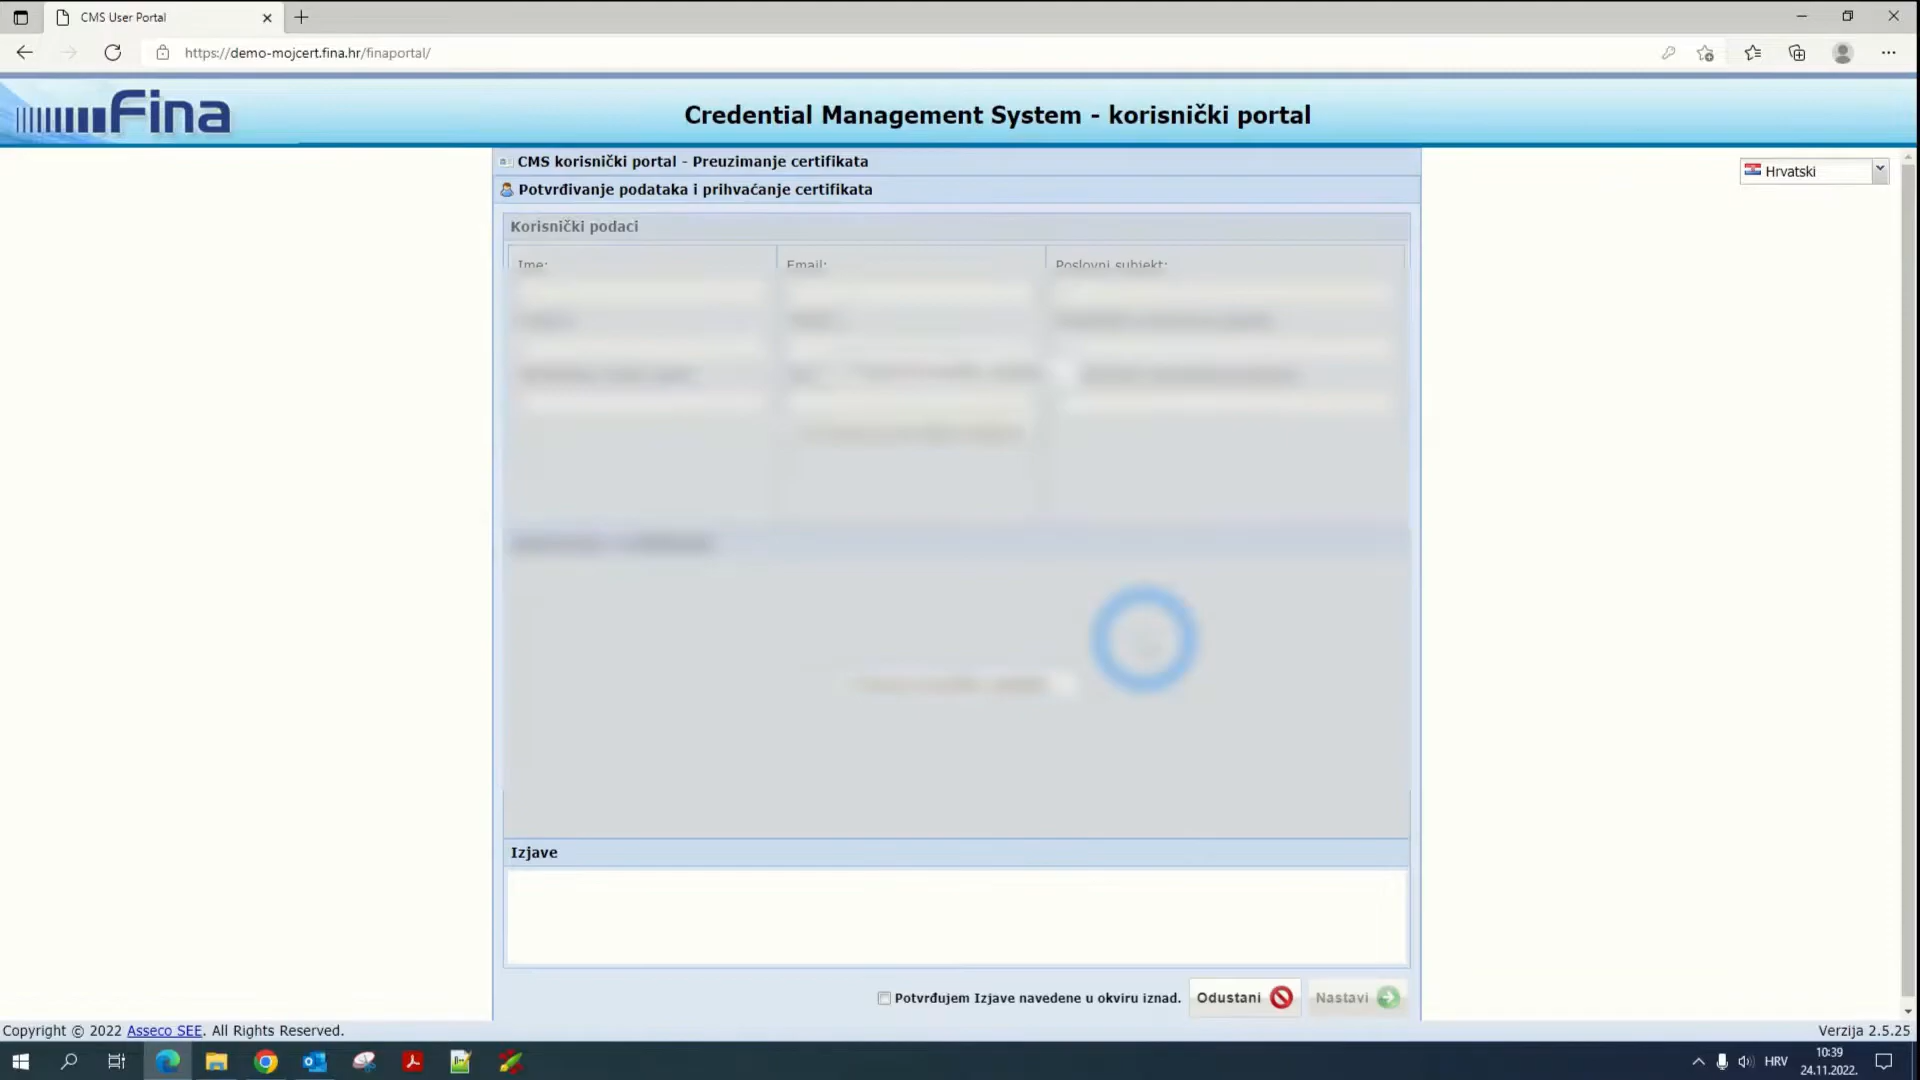 CMS User Portal
https://demo-mojcert.fina.hr/finaportal/
Fina
Credential Management System - korisnički portal
CMS korisnički portal - Preuzimanje certifikata
Hrvatski
Potvrđivanje podataka i prihvaćanje certifikata
Korisnički podaci
Ime: Email: Poslovni subjekt:
Izjave
Potvrđujem Izjave navedene u okviru iznad. Odustani Nastavi
Copyright © 2022 Asseco SEE. All Rights Reserved. Verzija 2.5.25
HRV
10:39
24.11.2022.